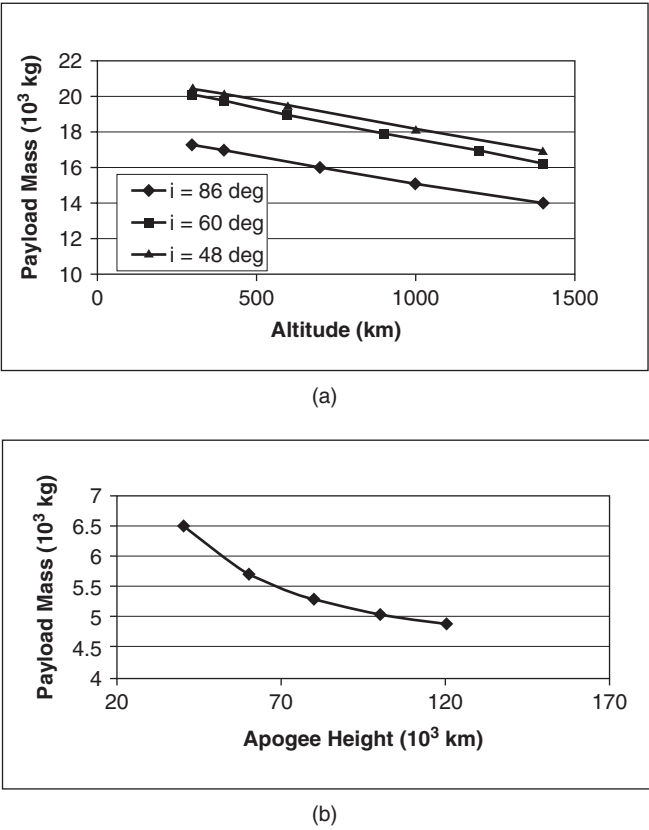 Payload Mass (10³ kg)
22
20
18
16
14
12
10
i = 86 deg
i = 60 deg
i = 48 deg
0
500
1000
1500
Altitude (km)
(a)
Payload Mass (10³ kg)
7
6.5
6
5.5
5
4.5
4
20
70
120
170
Apogee Height (10³ km)
(b)